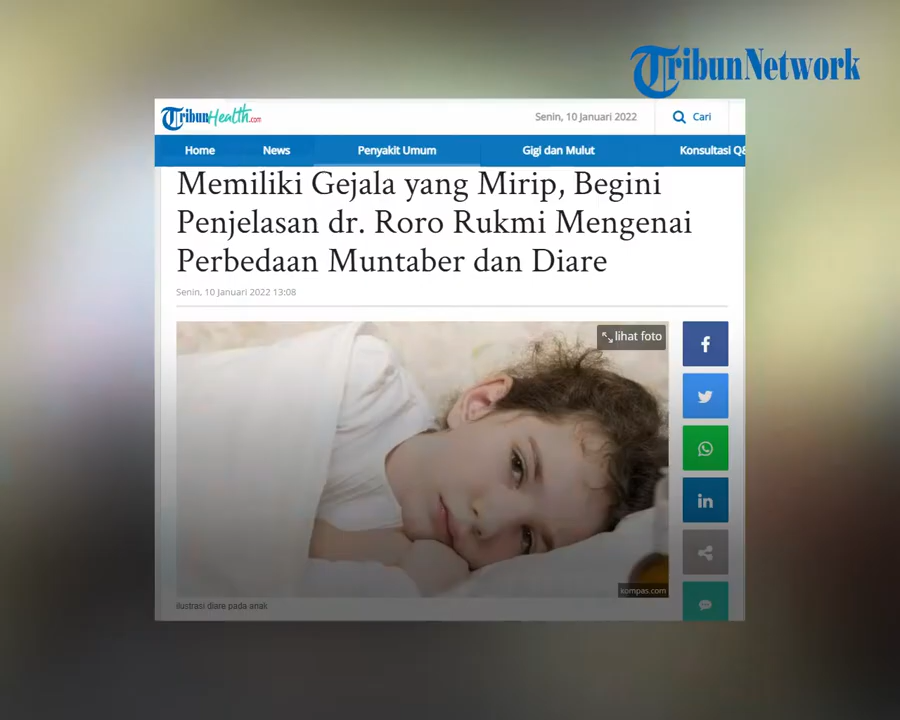 TribunNetwork
TribunHealth.com
Senin, 10 Januari 2022
Cari
Home
News
Penyakit Umum
Gigi dan Mulut
Konsultasi Q&
Memiliki Gejala yang Mirip, Begini
Penjelasan dr. Roro Rukmi Mengenai
Perbedaan Muntaber dan Diare
Senin, 10 Januari 2022 13:08
lihat foto
kompas.com
ilustrasi diare pada anak